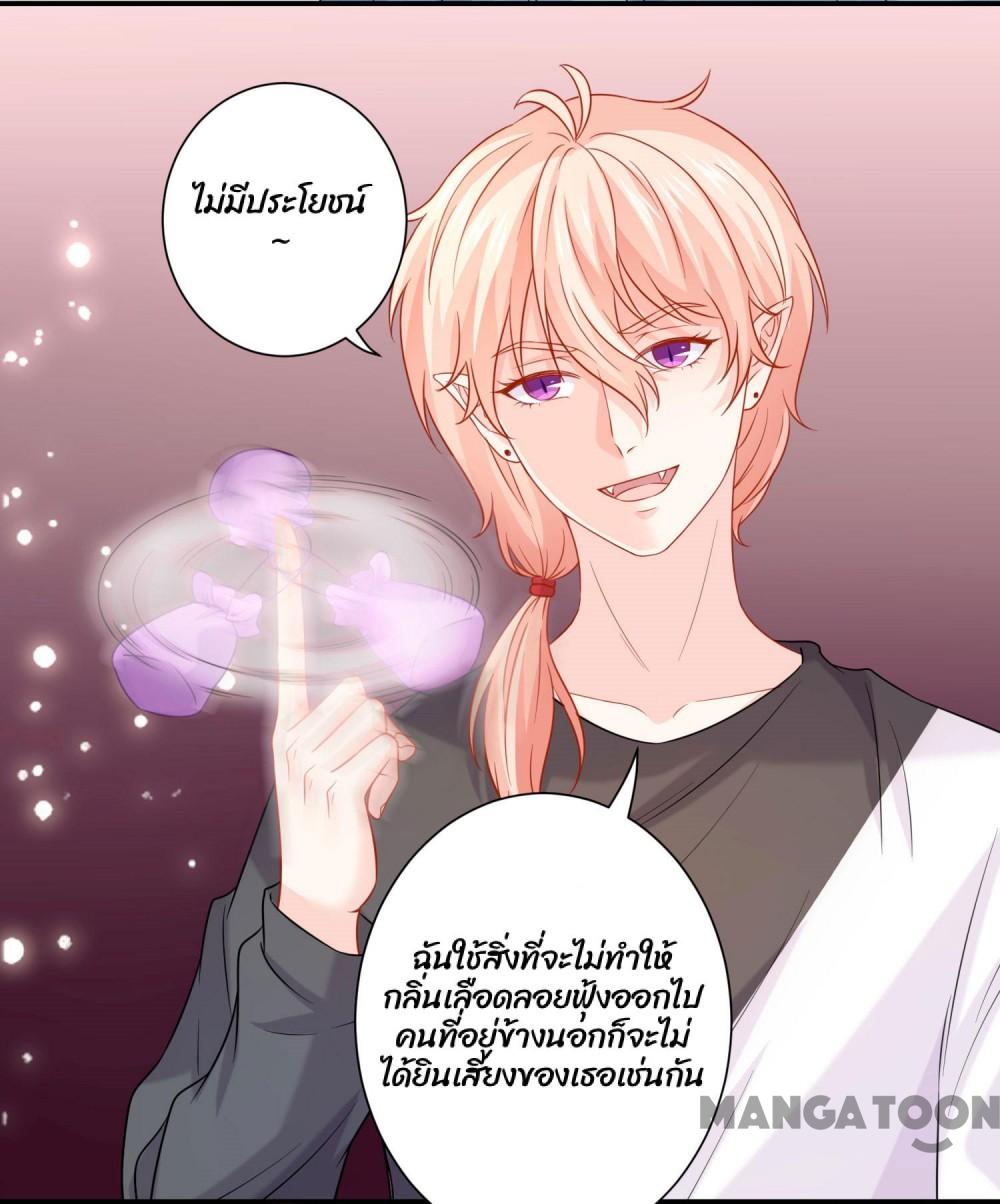 ไม่มีประโยชน์
~
ฉันใช้สิ่งที่จะไม่ทำให้
กลิ่นเลือดลอยฟุ้งออกไป
คนที่อยู่ข้างนอกก็จะไม่
ได้ยินเสียงของเธอเช่นกัน
MANGATOON